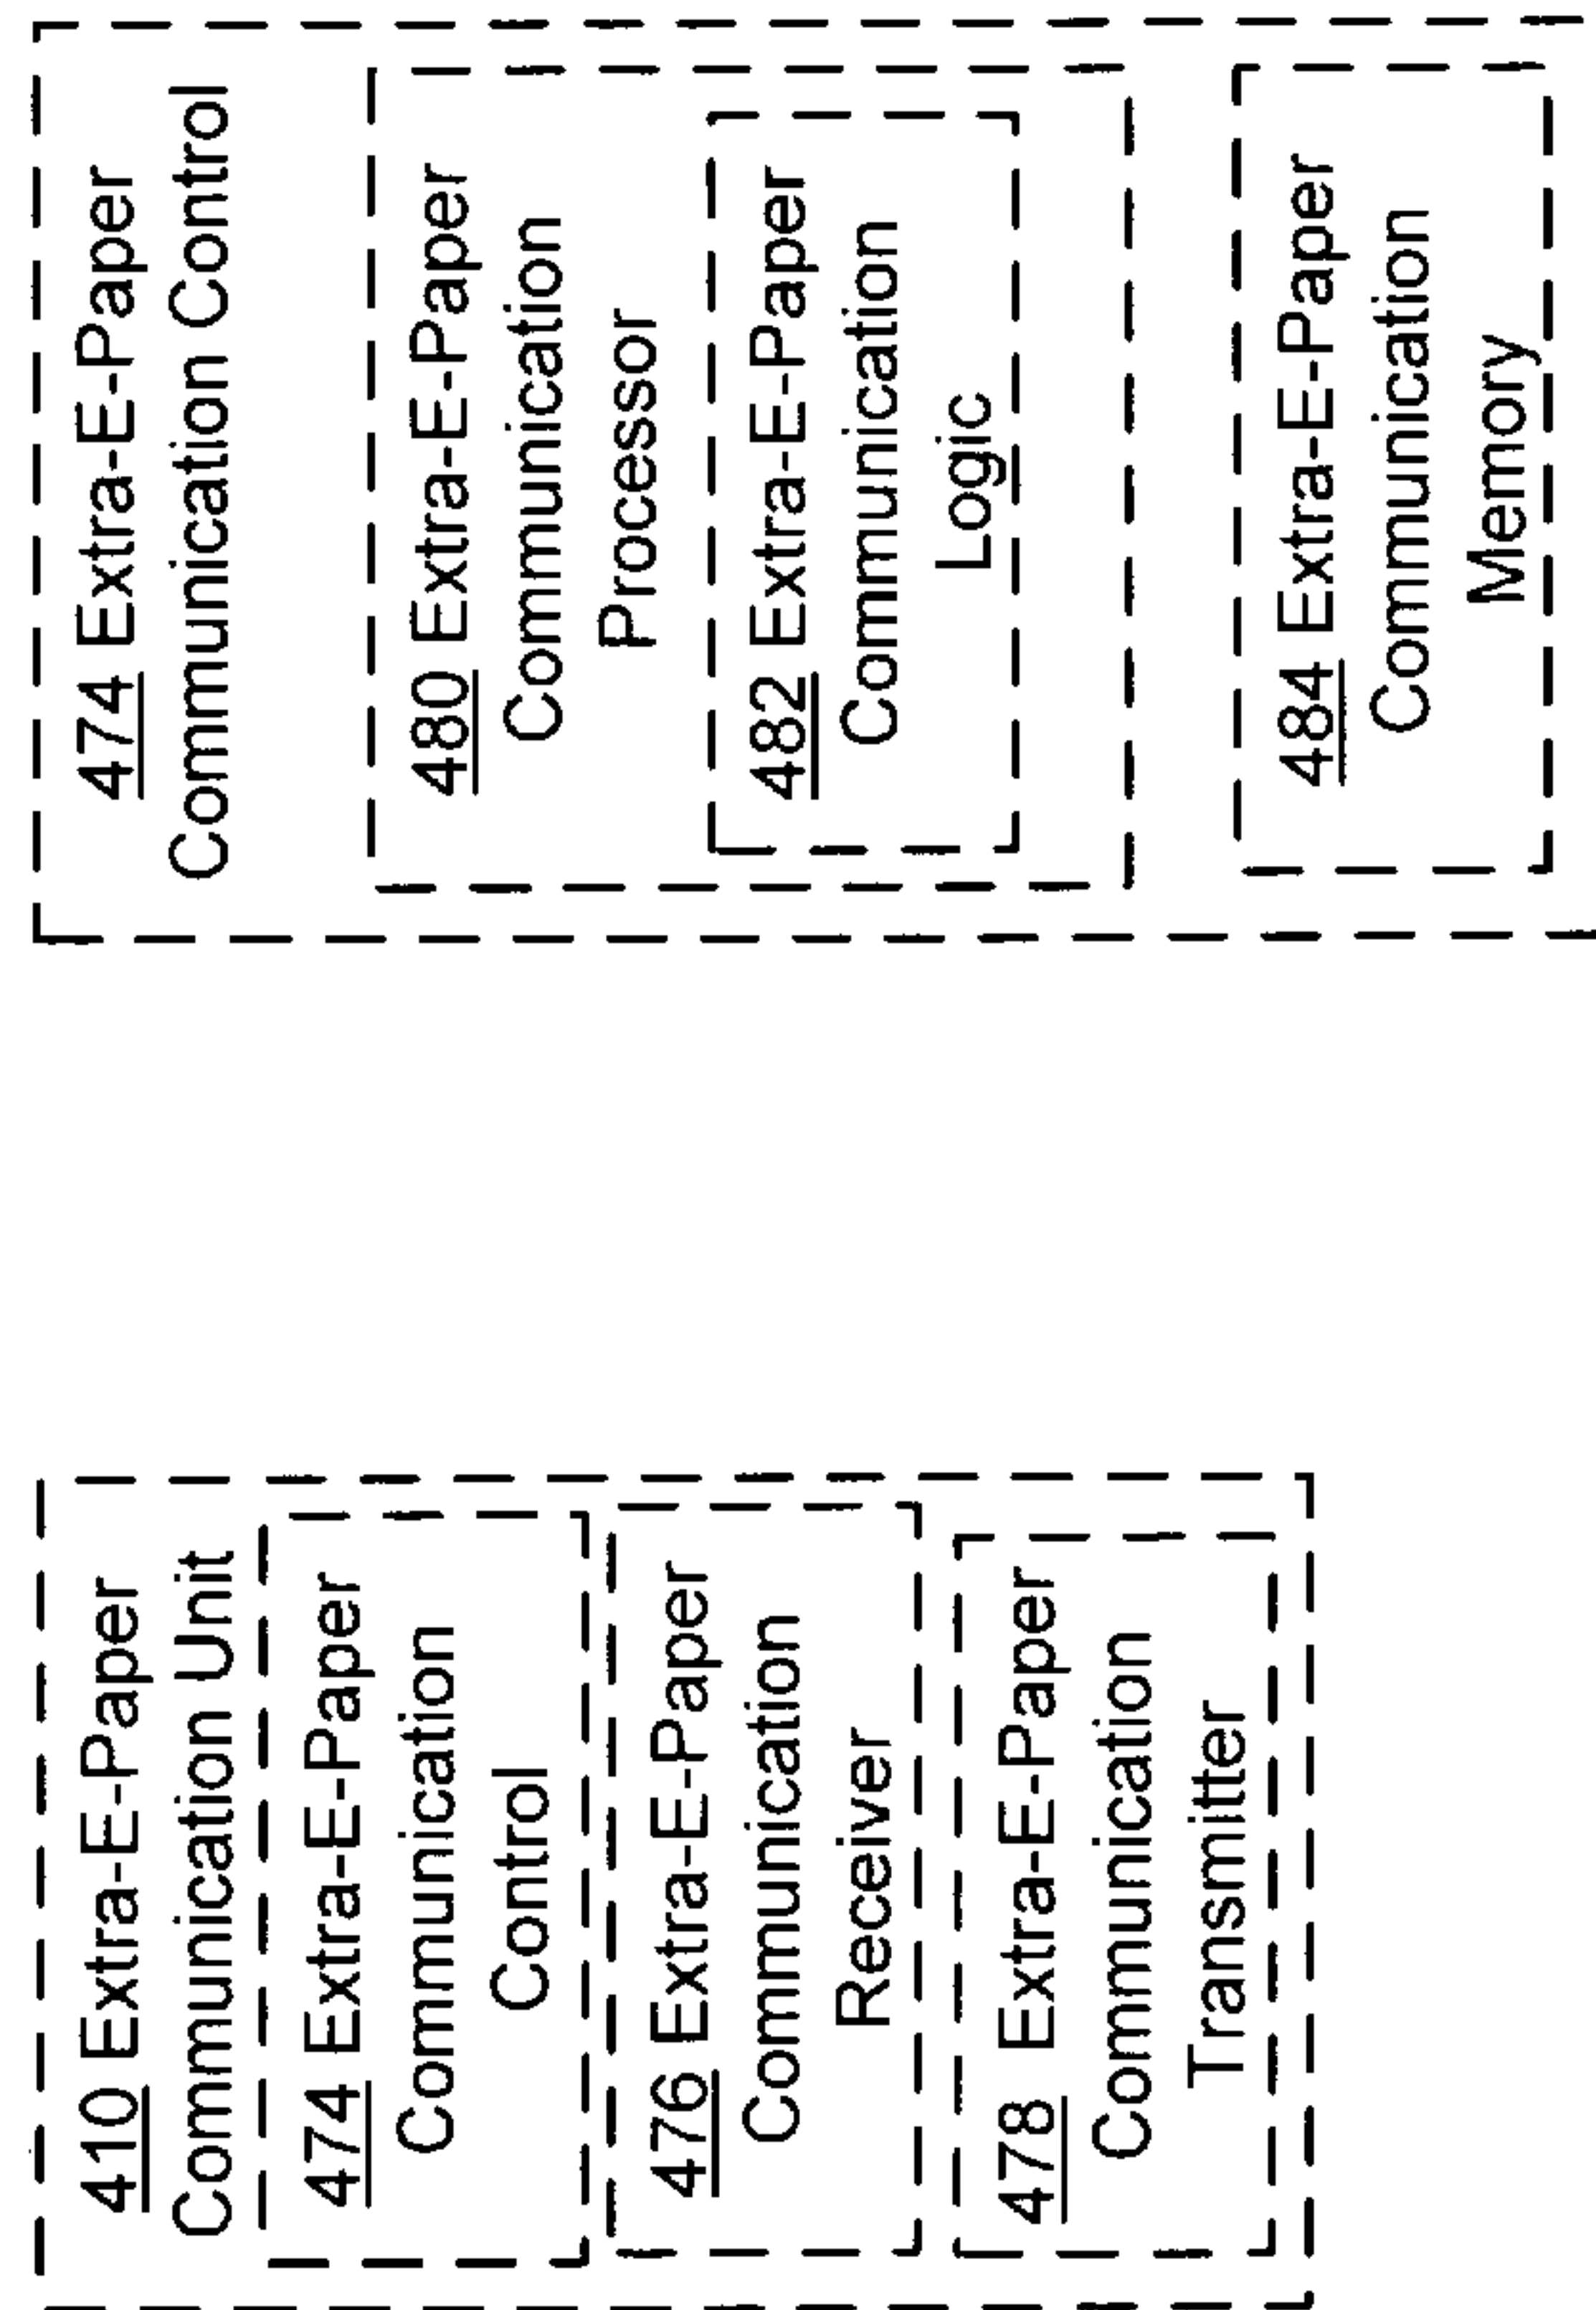 410 Extra-E-Paper
Communication Unit
474 Extra-E-Paper
Communication
Control
476 Extra-E-Paper
Communication
Receiver
478 Extra-E-Paper
Communication
Transmitter
474 Extra-E-Paper
Communication Control
480 Extra-E-Paper
Communication
Processor
482 Extra-E-Paper
Communication
Logic
484 Extra-E-Paper
Communication
Memory